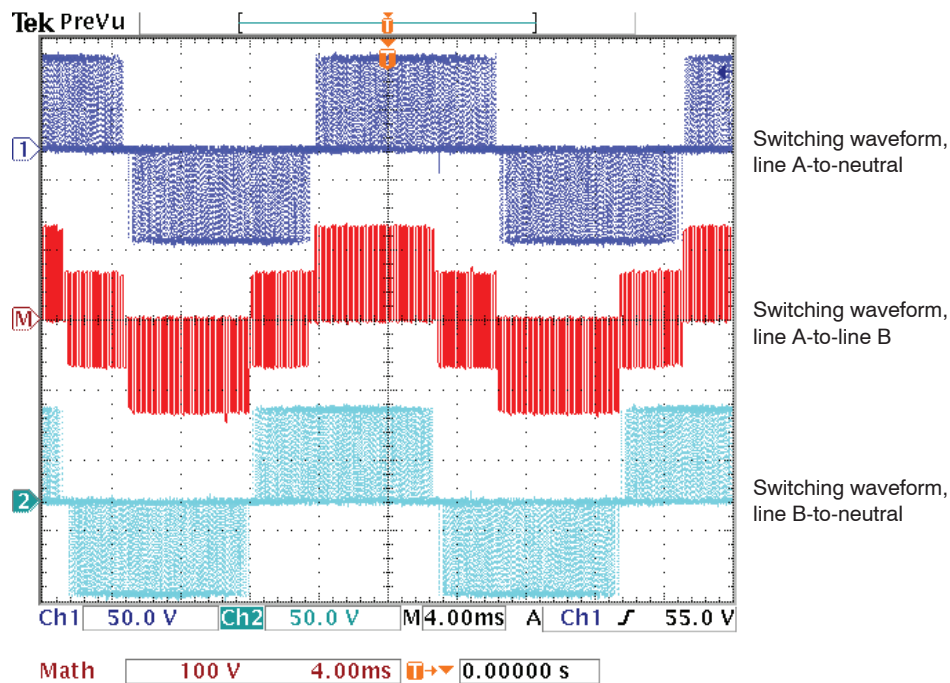 Tek PreVu
T
T
1
Switching waveform,
line A-to-neutral
M
Switching waveform,
line A-to-line B
2
Switching waveform,
line B-to-neutral
Ch1 50.0 V Ch2 50.0 V M 4.00ms A Ch1 55.0 V
Math 100 V 4.00ms T 0.00000 s